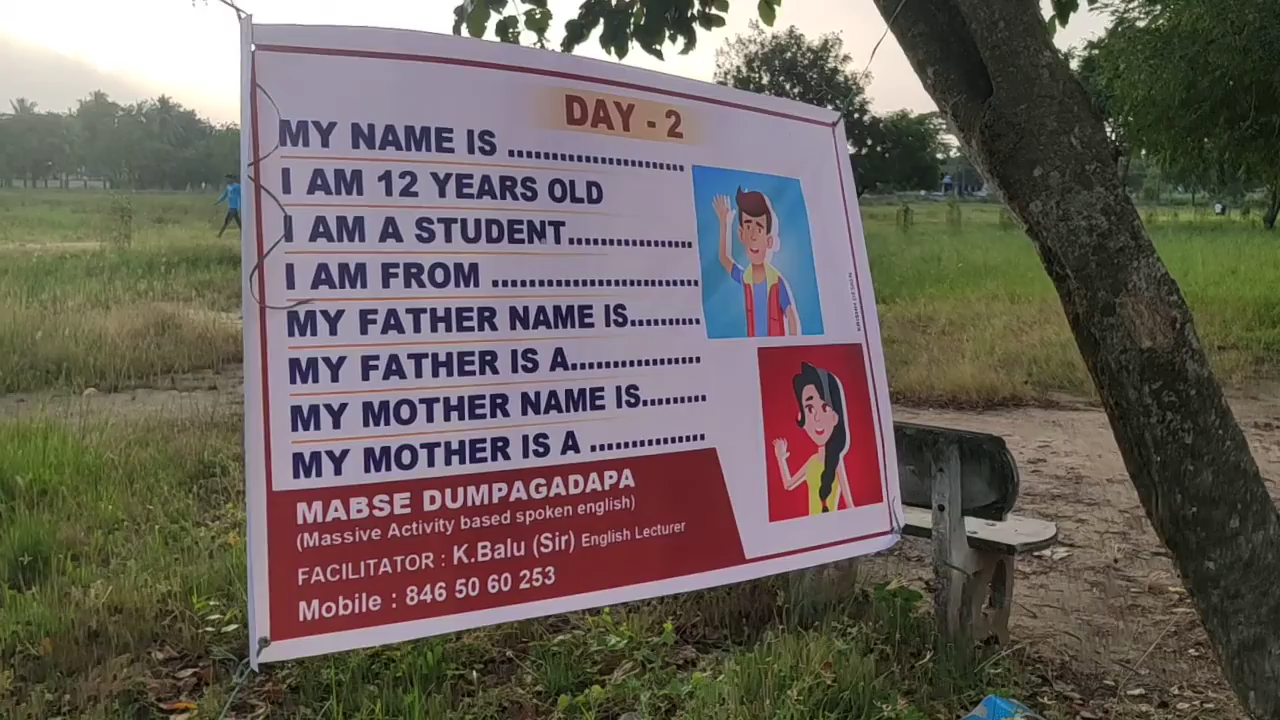 DAY - 2
MY NAME IS ........................
I AM 12 YEARS OLD
I AM A STUDENT.................
I AM FROM ............................
MY FATHER NAME IS.........
MY FATHER IS A..................
MY MOTHER NAME IS........
MY MOTHER IS A ...............
MABSE DUMPAGADAPA
(Massive Activity based spoken english)
FACILITATOR : K.Balu (Sir) English Lecturer
Mobile : 846 50 60 253
KRISHH DESIGN